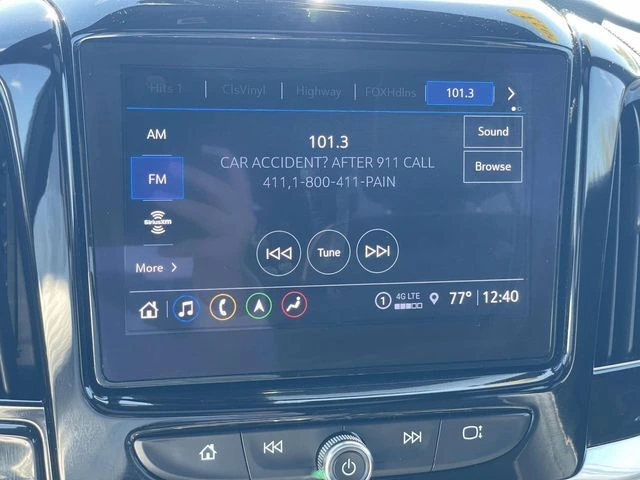 Hits 1 ClsVinyl Highway FOXHdlns 101.3
AM
101.3
Sound
CAR ACCIDENT? AFTER 911 CALL
411,1-800-411-PAIN
Browse
FM
SiriusXM
Tune
More
1 4G LTE 77° 12:40